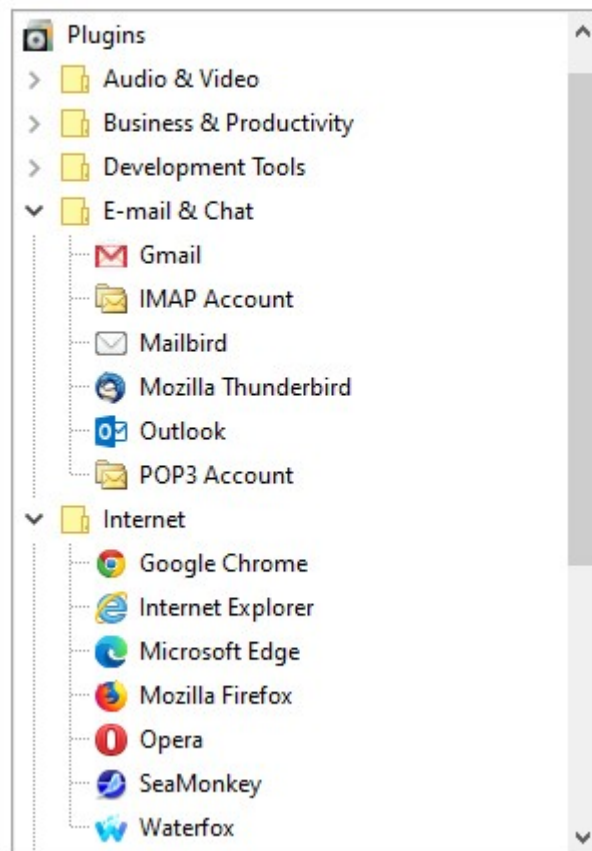 Plugins
Audio & Video
Business & Productivity
Development Tools
E-mail & Chat
Gmail
IMAP Account
Mailbird
Mozilla Thunderbird
Outlook
POP3 Account
Internet
Google Chrome
Internet Explorer
Microsoft Edge
Mozilla Firefox
Opera
SeaMonkey
Waterfox